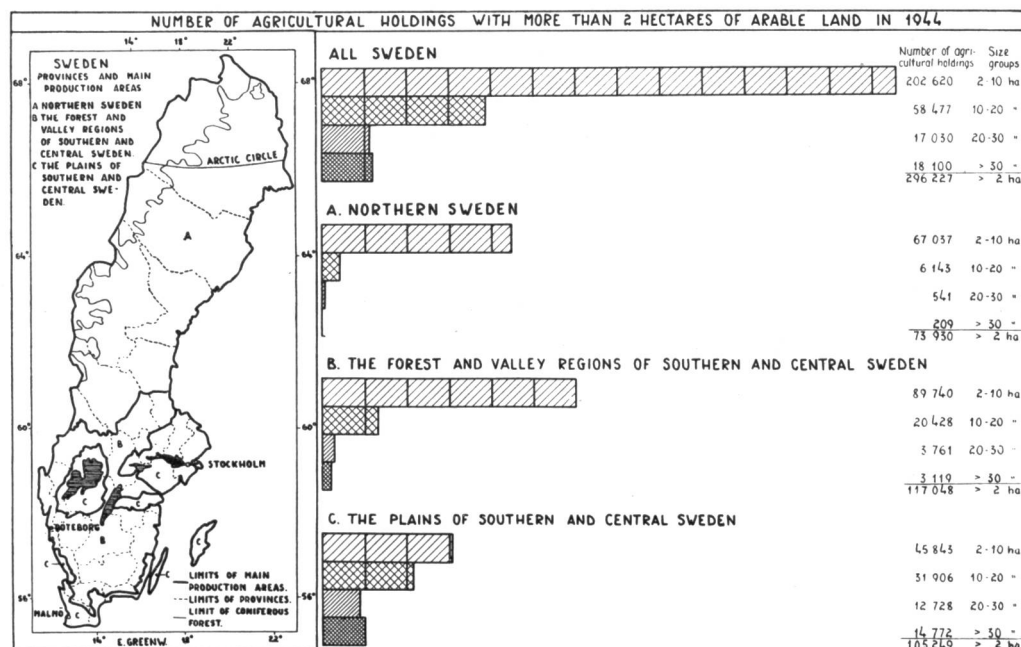 NUMBER OF AGRICULTURAL HOLDINGS WITH MORE THAN 2 HECTARES OF ARABLE LAND IN 1944
14° 18° 22°
SWEDEN
PROVINCES AND MAIN
PRODUCTION AREAS
A NORTHERN SWEDEN
B THE FOREST AND
VALLEY REGIONS
OF SOUTHERN AND
CENTRAL SWEDEN.
C THE PLAINS OF
SOUTHERN AND
CENTRAL SWE-
DEN.
68° 68°
ARCTIC CIRCLE
A
64° 64°
60° 60°
B
C
STOCKHOLM
C
C
C
GÖTEBORG
B
C
C
C
LIMITS OF MAIN
PRODUCTION AREAS.
LIMITS OF PROVINCES.
LIMIT OF CONIFEROUS
FOREST.
56° 56°
MALMÖ
C
14° 18° 22°
E. GREENW.
ALL SWEDEN
Number of agri- Size
cultural holdings groups
202 620 2-10 ha
58 477 10-20 "
17 030 20-30 "
18 100 > 30 "
296 227 > 2 ha
A. NORTHERN SWEDEN
67 037 2-10 ha
6 143 10-20 "
541 20-30 "
209 > 30 "
73 930 > 2 ha
B. THE FOREST AND VALLEY REGIONS OF SOUTHERN AND CENTRAL SWEDEN
89 740 2-10 ha
20 428 10-20 "
3 761 20-30 "
3 119 > 30 "
117 048 > 2 ha
C. THE PLAINS OF SOUTHERN AND CENTRAL SWEDEN
45 843 2-10 ha
31 906 10-20 "
12 728 20-30 "
14 772 > 30 "
105 249 > 2 ha